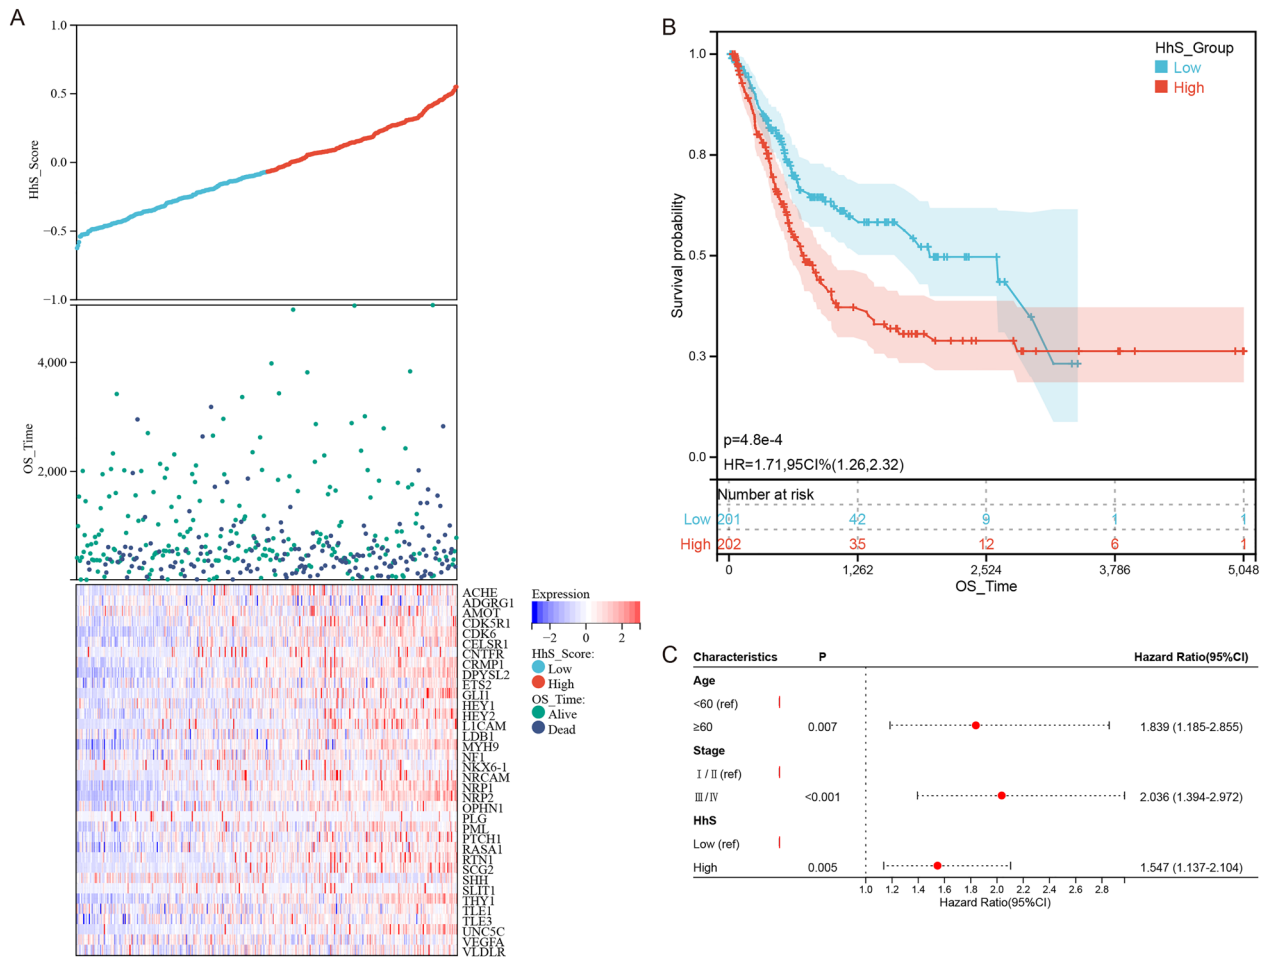 A
1.0
0.5
0.0
−0.5
−1.0
HhS_Score
4,000
2,000
OS_Time
ACHE
ADGRG1
AMOT
CDK5R1
CDK6
CELSR1
CNTFR
CRMP1
DPYSL2
ETS2
GLI1
HEY1
HEY2
L1CAM
LDB1
MYH9
NF1
NKX6-1
NRCAM
NRP1
NRP2
OPHN1
PLG
PML
PTCH1
RASA1
RTN1
SCG2
SHH
SLIT1
THY1
TLE1
TLE3
UNC5C
VEGFA
VLDLR
Expression
−2 0 2
HhS_Score:
Low
High
OS_Time:
Alive
Dead
B
HhS_Group
Low
High
1.0
0.8
0.5
0.3
0.0
Survival probability
p=4.8e-4
HR=1.71,95CI%(1.26,2.32)
Number at risk
Low 201 42 9 1 1
High 202 35 12 6 1
0 1,262 2,524 3,786 5,048
OS_Time
C
Characteristics P Hazard Ratio(95%CI)
Age
<60 (ref)
≥60 0.007 1.839 (1.185-2.855)
Stage
Ⅰ/Ⅱ (ref)
Ⅲ/Ⅳ <0.001 2.036 (1.394-2.972)
HhS
Low (ref)
High 0.005 1.547 (1.137-2.104)
1.0 1.2 1.4 1.6 1.8 2.0 2.2 2.4 2.6 2.8
Hazard Ratio(95%CI)